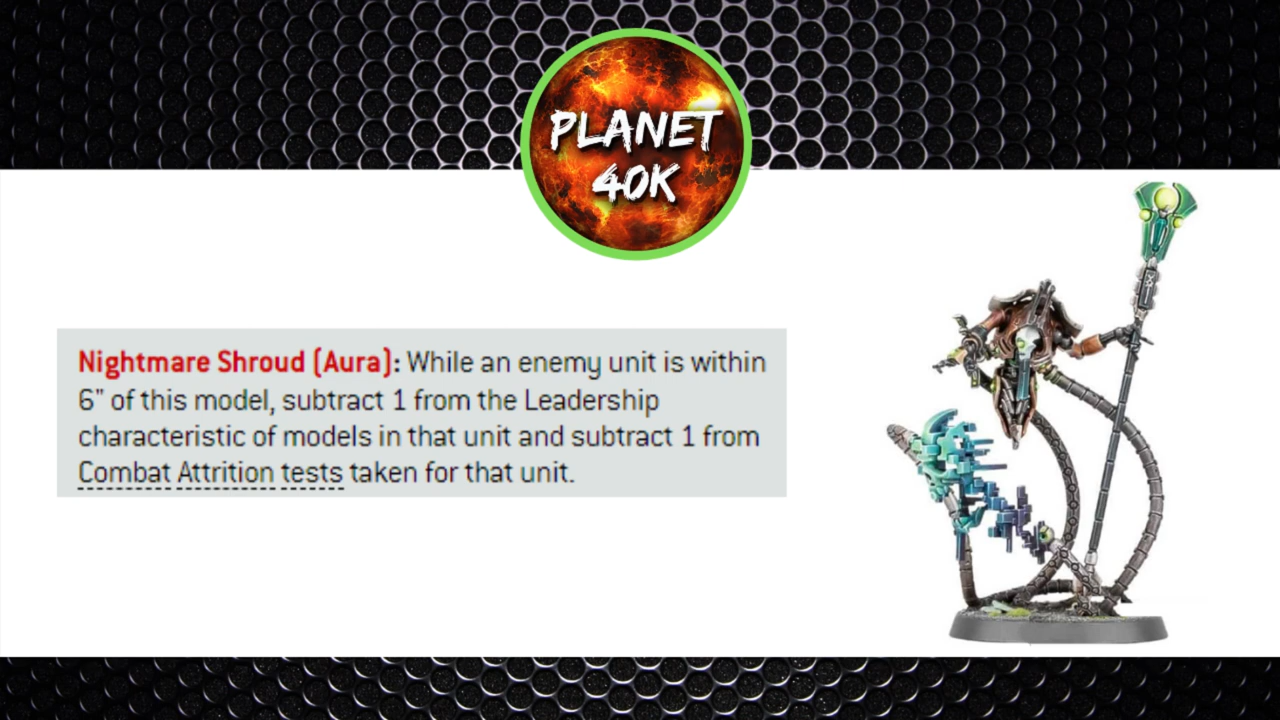 PLANET
40K
Nightmare Shroud (Aura): While an enemy unit is within
6" of this model, subtract 1 from the Leadership
characteristic of models in that unit and subtract 1 from
Combat Attrition tests taken for that unit.